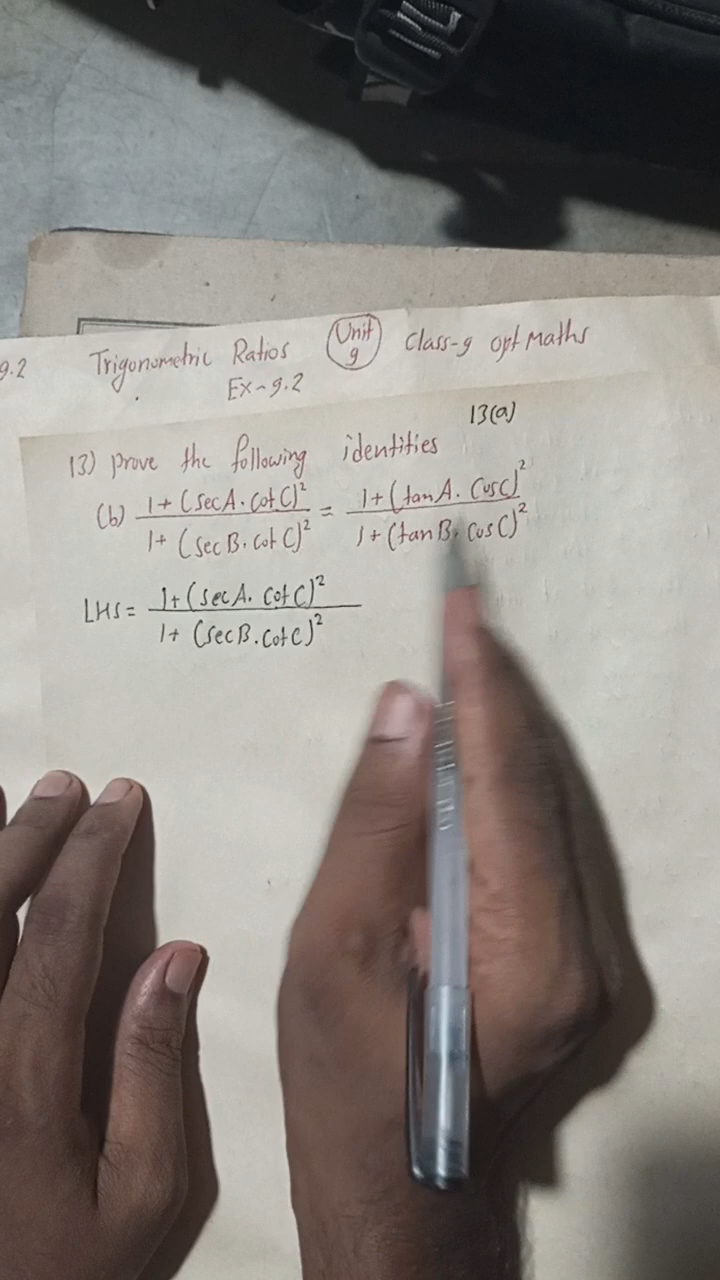 9.2 Trigonometric Ratios Unit 9 Class-9 Opt Maths
Ex-9.2
13(a)
13) prove the following identities
(b) 1+(secA.cotC)² / 1+(secB.cotC)² = 1+(tanA.CosC)² / 1+(tanB.CosC)²
LHS = 1+(secA.cotC)² / 1+(secB.cotC)²